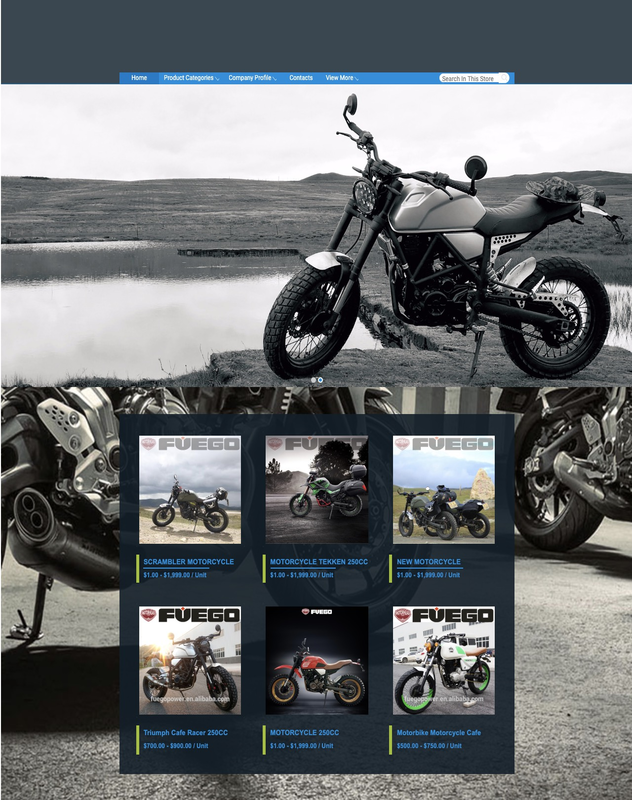 Home Product Categories Company Profile Contacts View More Search In This Store
FUEGO FUEGO FUEGO
SCRAMBLER MOTORCYCLE MOTORCYCLE TEKKEN 250CC NEW MOTORCYCLE
$1.00 - $1,999.00 / Unit $1.00 - $1,999.00 / Unit $1.00 - $1,999.00 / Unit
FUEGO FUEGO FUEGO
fuegopower.en.alibaba.com fuegopower.en.alibaba.com
Triumph Cafe Racer 250CC MOTORCYCLE 250CC Motorbike Motorcycle Cafe
$700.00 - $800.00 / Unit $1.00 - $1,999.00 / Unit $500.00 - $750.00 / Unit